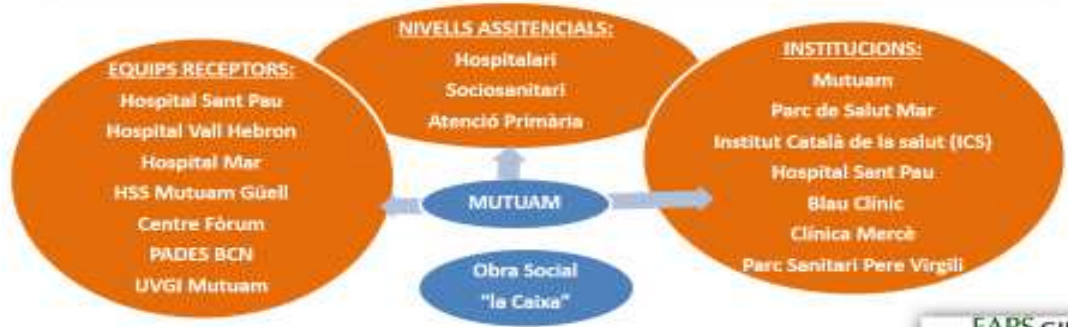 EQUIPS RECEPTORS:
Hospital Sant Pau
Hospital Vall Hebron
Hospital Mar
HSS Mutuam Güell
Centre Fòrum
PADES BCN
UVGI Mutuam
NIVELLS ASSITENCIALS:
Hospitalari
Sociosanitari
Atenció Primària
INSTITUCIONS:
Mutuam
Parc de Salut Mar
Institut Català de la salut (ICS)
Hospital Sant Pau
Blau Clínic
Clínica Mercè
Parc Sanitari Pere Virgili
MUTUAM
Obra Social
"la Caixa"
EAPS